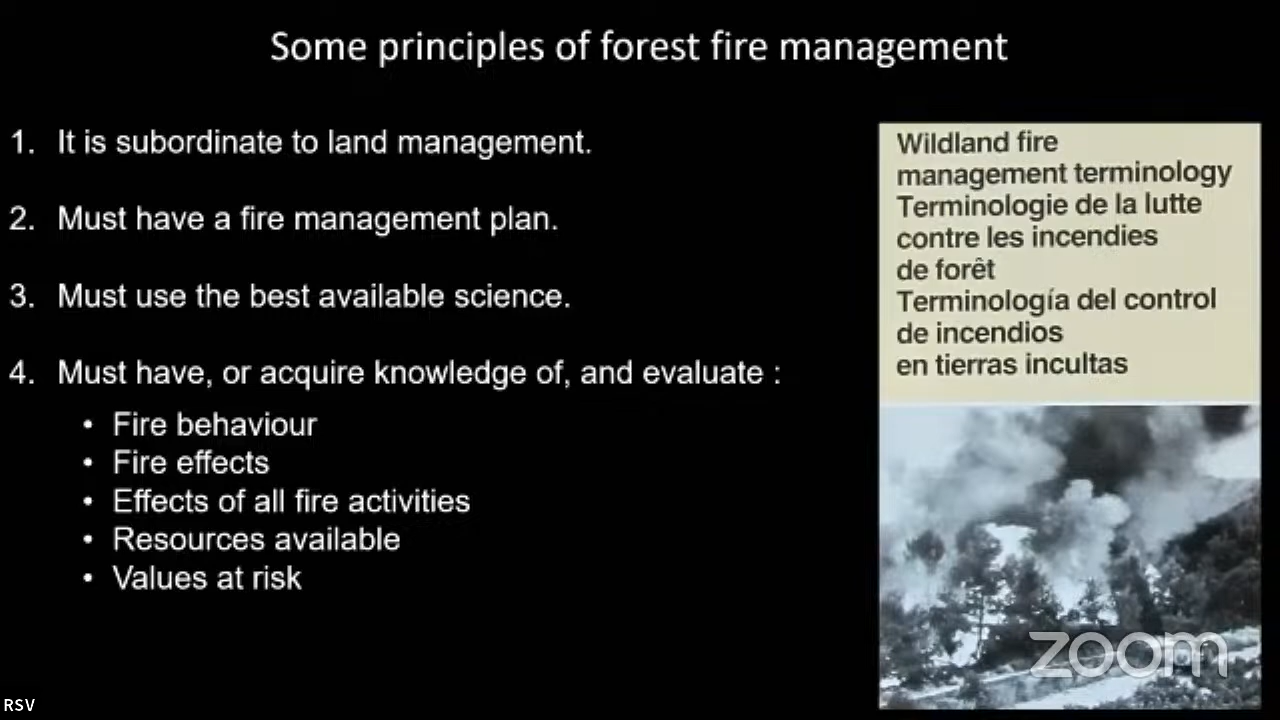 Some principles of forest fire management
1. It is subordinate to land management.
2. Must have a fire management plan.
3. Must use the best available science.
4. Must have, or acquire knowledge of, and evaluate :
• Fire behaviour
• Fire effects
• Effects of all fire activities
• Resources available
• Values at risk
Wildland fire
management terminology
Terminologie de la lutte
contre les incendies
de forêt
Terminología del control
de incendios
en tierras incultas
zoom
RSV